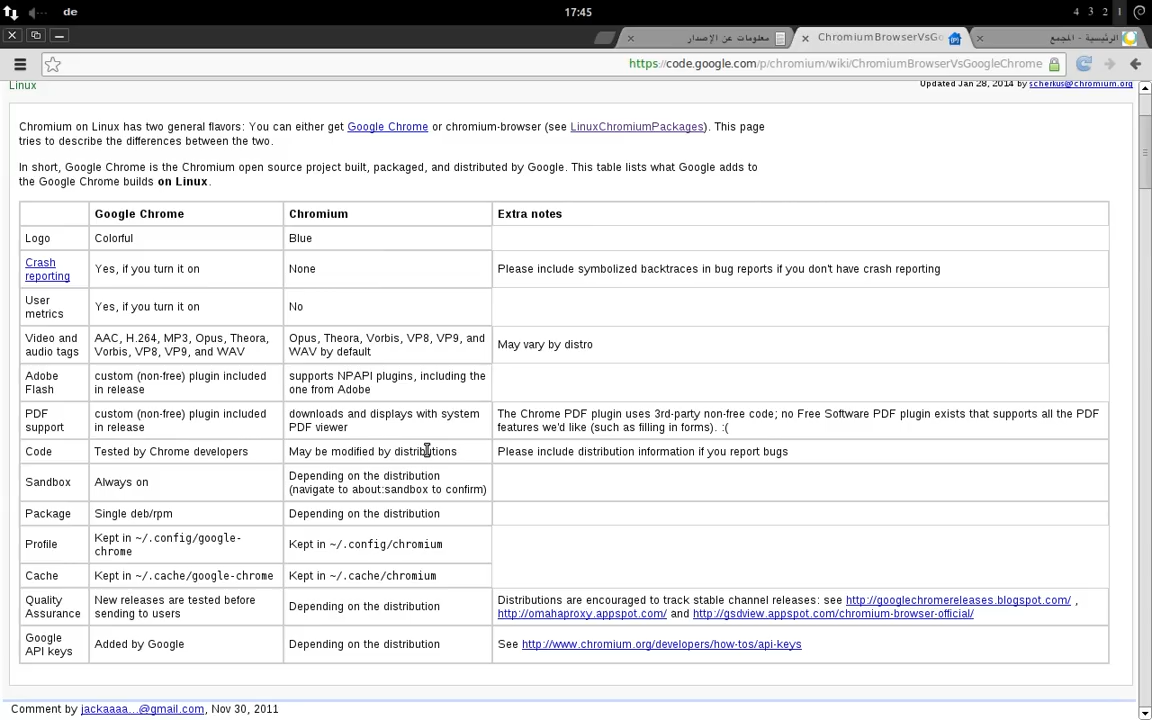 de
17:45
4 3 2 1
معلومات عن الإصدار
ChromiumBrowserVsGo
الرئيسية - المجمع
https://code.google.com/p/chromium/wiki/ChromiumBrowserVsGoogleChrome
Linux
Updated Jan 28, 2014 by scherkus@chromium.org
Chromium on Linux has two general flavors: You can either get Google Chrome or chromium-browser (see LinuxChromiumPackages). This page
tries to describe the differences between the two.
In short, Google Chrome is the Chromium open source project built, packaged, and distributed by Google. This table lists what Google adds to
the Google Chrome builds on Linux.
Google Chrome Chromium Extra notes
Logo Colorful Blue
Crash
reporting
Yes, if you turn it on None Please include symbolized backtraces in bug reports if you don't have crash reporting
User
metrics
Yes, if you turn it on No
Video and
audio tags
AAC, H.264, MP3, Opus, Theora,
Vorbis, VP8, VP9, and WAV
Opus, Theora, Vorbis, VP8, VP9, and
WAV by default
May vary by distro
Adobe
Flash
custom (non-free) plugin included
in release
supports NPAPI plugins, including the
one from Adobe
PDF
support
custom (non-free) plugin included
in release
downloads and displays with system
PDF viewer
The Chrome PDF plugin uses 3rd-party non-free code; no Free Software PDF plugin exists that supports all the PDF
features we'd like (such as filling in forms). :(
Code Tested by Chrome developers May be modified by distributions Please include distribution information if you report bugs
Sandbox Always on
Depending on the distribution
(navigate to about:sandbox to confirm)
Package Single deb/rpm Depending on the distribution
Profile
Kept in ~/.config/google-
chrome
Kept in ~/.config/chromium
Cache Kept in ~/.cache/google-chrome Kept in ~/.cache/chromium
Quality
Assurance
New releases are tested before
sending to users
Depending on the distribution
Distributions are encouraged to track stable channel releases: see http://googlechromereleases.blogspot.com/ ,
http://omahaproxy.appspot.com/ and http://gsdview.appspot.com/chromium-browser-official/
Google
API keys
Added by Google Depending on the distribution See http://www.chromium.org/developers/how-tos/api-keys
Comment by jackaaaa...@gmail.com, Nov 30, 2011